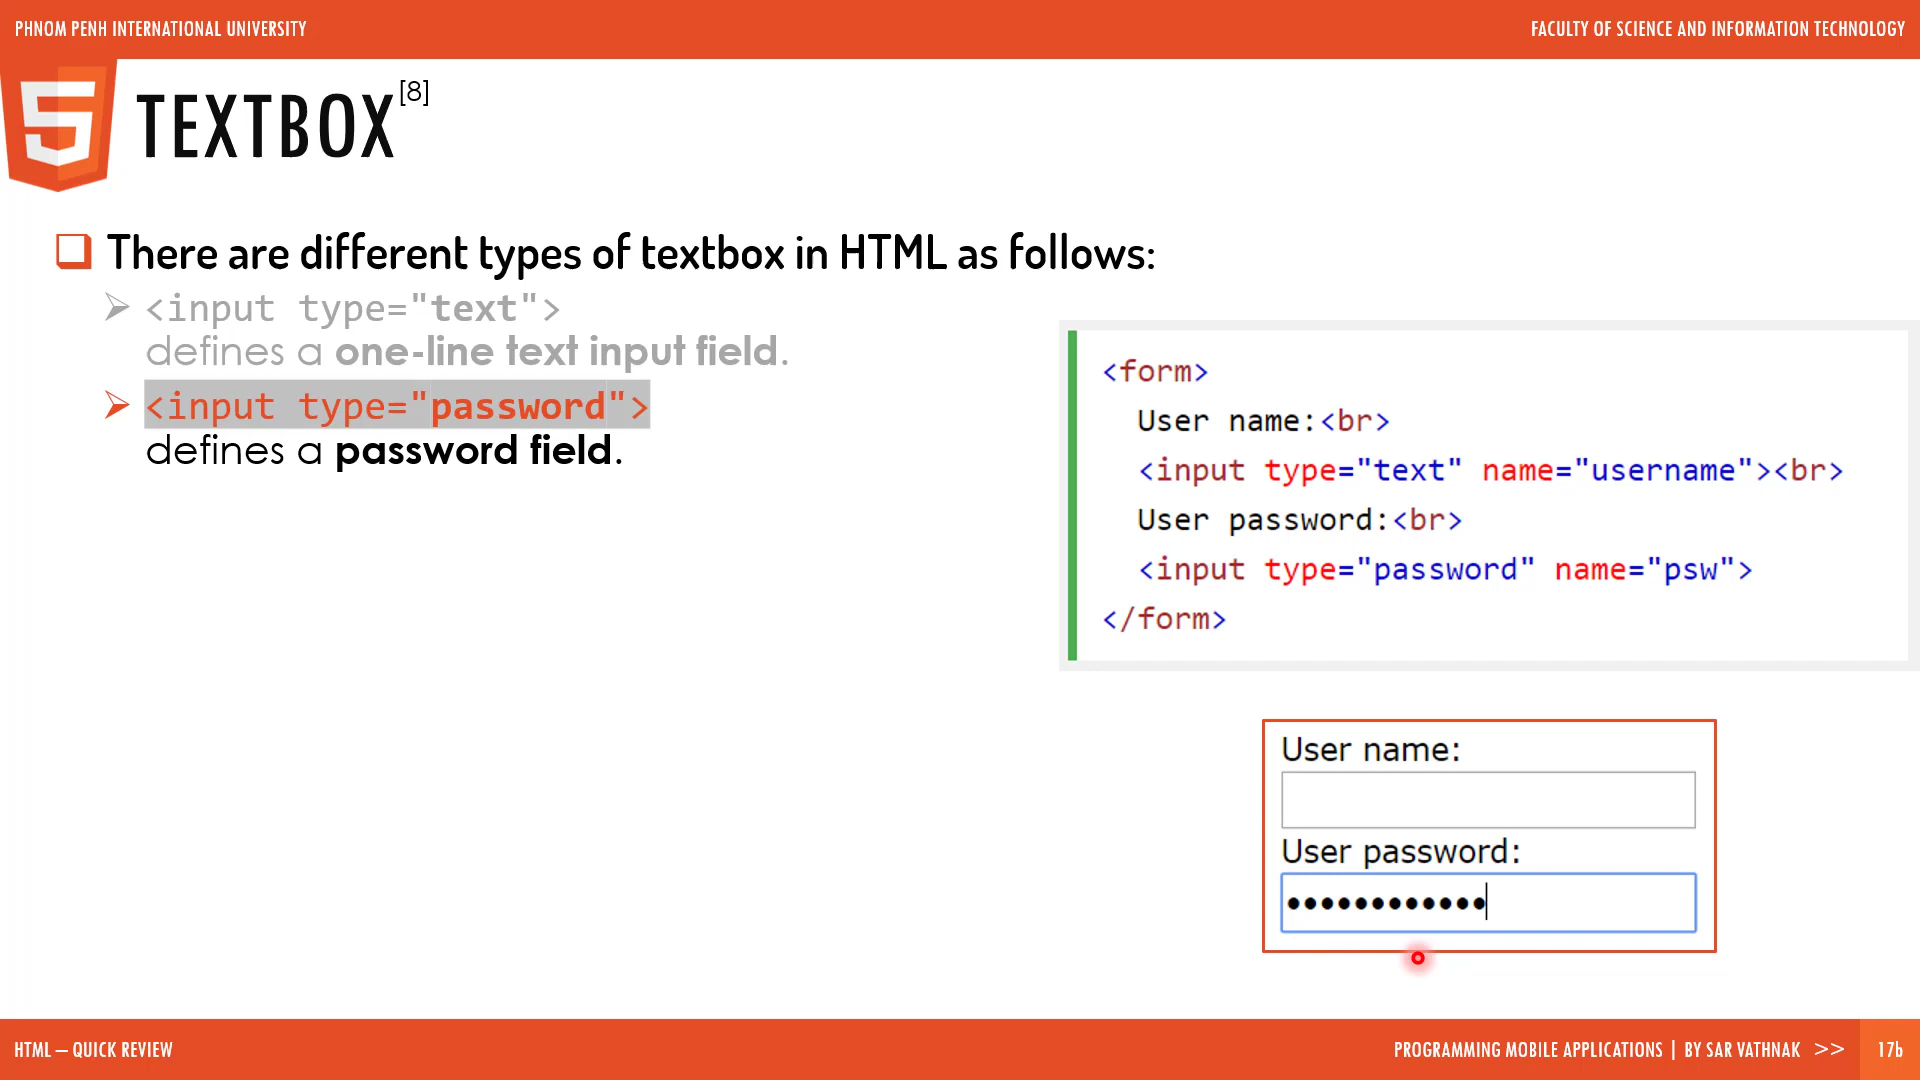 PHNOM PENH INTERNATIONAL UNIVERSITY
FACULTY OF SCIENCE AND INFORMATION TECHNOLOGY
TEXTBOX[8]
There are different types of textbox in HTML as follows:
<input type="text">
defines a one-line text input field.
<input type="password">
defines a password field.
<form>
User name:<br>
<input type="text" name="username"><br>
User password:<br>
<input type="password" name="psw">
</form>
User name:
User password:
••••••••••••
HTML – QUICK REVIEW
PROGRAMMING MOBILE APPLICATIONS | BY SAR VATHNAK >>
17b